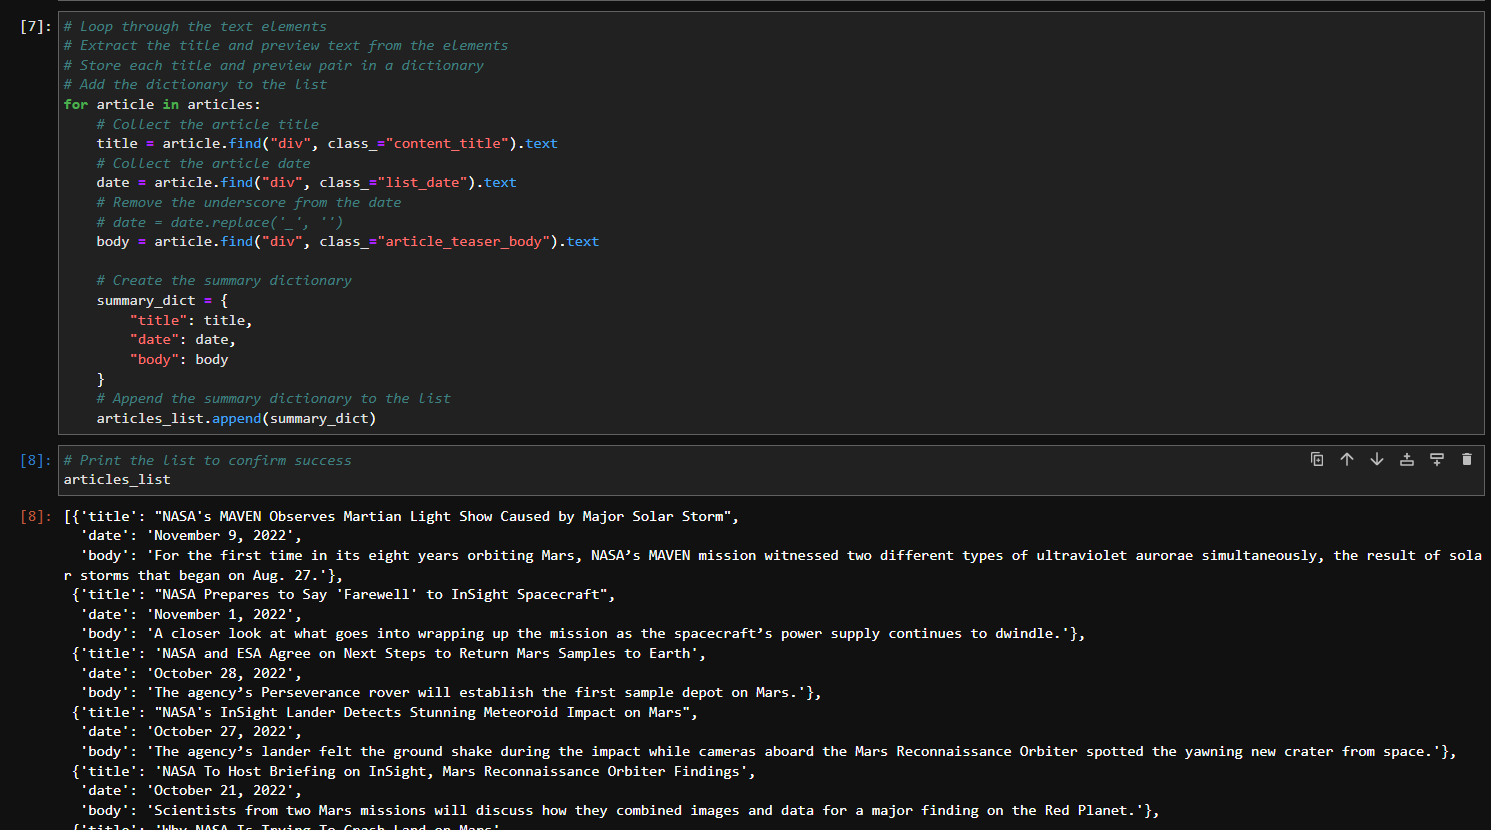 [7]: # Loop through the text elements
# Extract the title and preview text from the elements
# Store each title and preview pair in a dictionary
# Add the dictionary to the list
for article in articles:
    # Collect the article title
    title = article.find("div", class_="content_title").text
    # Collect the article date
    date = article.find("div", class_="list_date").text
    # Remove the underscore from the date
    # date = date.replace('_', '')
    body = article.find("div", class_="article_teaser_body").text
    # Create the summary dictionary
    summary_dict = {
        "title": title,
        "date": date,
        "body": body
    }
    # Append the summary dictionary to the list
    articles_list.append(summary_dict)
[8]: # Print the list to confirm success
articles_list
[8]: [{'title': "NASA's MAVEN Observes Martian Light Show Caused by Major Solar Storm",
  'date': 'November 9, 2022',
  'body': 'For the first time in its eight years orbiting Mars, NASA’s MAVEN mission witnessed two different types of ultraviolet aurorae simultaneously, the result of sola
r storms that began on Aug. 27.'},
 {'title': "NASA Prepares to Say 'Farewell' to InSight Spacecraft",
  'date': 'November 1, 2022',
  'body': 'A closer look at what goes into wrapping up the mission as the spacecraft’s power supply continues to dwindle.'},
 {'title': 'NASA and ESA Agree on Next Steps to Return Mars Samples to Earth',
  'date': 'October 28, 2022',
  'body': 'The agency’s Perseverance rover will establish the first sample depot on Mars.'},
 {'title': "NASA's InSight Lander Detects Stunning Meteoroid Impact on Mars",
  'date': 'October 27, 2022',
  'body': 'The agency’s lander felt the ground shake during the impact while cameras aboard the Mars Reconnaissance Orbiter spotted the yawning new crater from space.'},
 {'title': 'NASA To Host Briefing on InSight, Mars Reconnaissance Orbiter Findings',
  'date': 'October 21, 2022',
  'body': 'Scientists from two Mars missions will discuss how they combined images and data for a major finding on the Red Planet.'},
 {'title': 'Why NASA Is Trying To Crash Land on Mars',